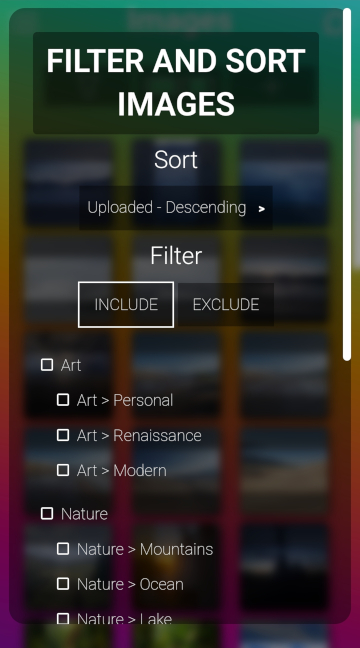 Images
FILTER AND SORT
IMAGES
Sort
Uploaded - Descending >
Filter
INCLUDE EXCLUDE
Art
Art > Personal
Art > Renaissance
Art > Modern
Nature
Nature > Mountains
Nature > Ocean
Nature > Lake